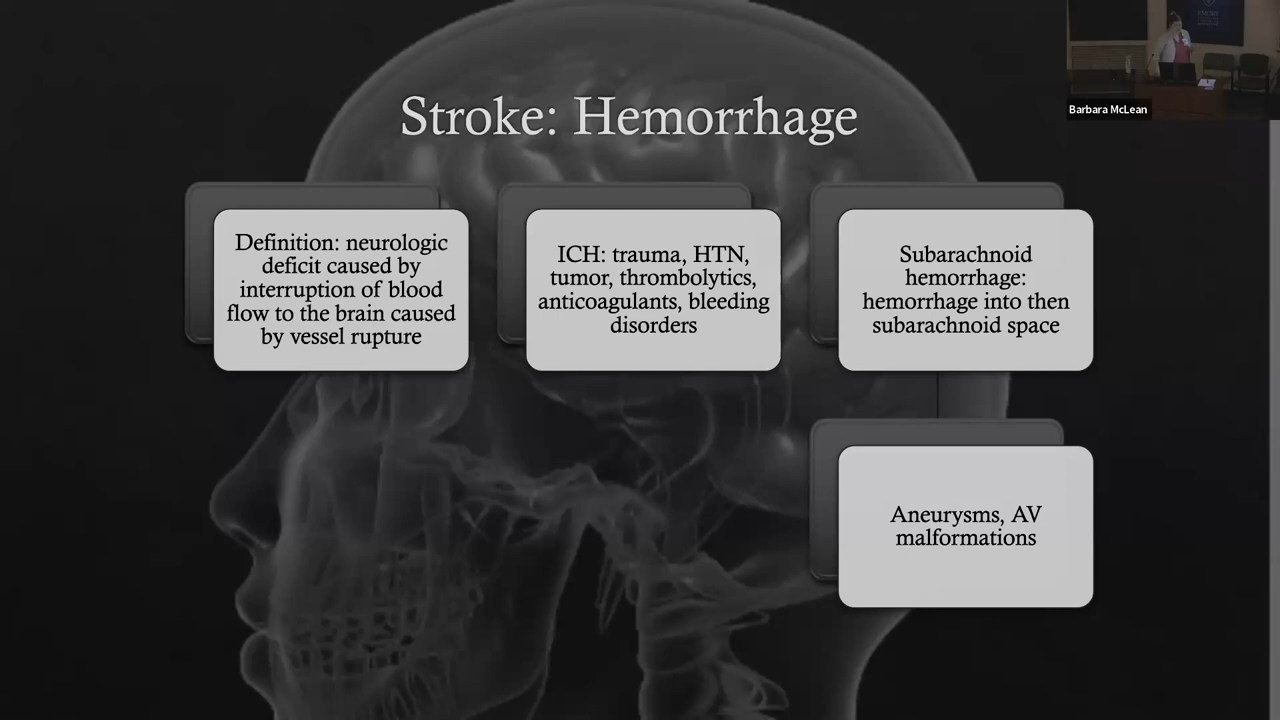 Stroke: Hemorrhage
Barbara McLean
Definition: neurologic
deficit caused by
interruption of blood
flow to the brain caused
by vessel rupture
ICH: trauma, HTN,
tumor, thrombolytics,
anticoagulants, bleeding
disorders
Subarachnoid
hemorrhage:
hemorrhage into then
subarachnoid space
Aneurysms, AV
malformations